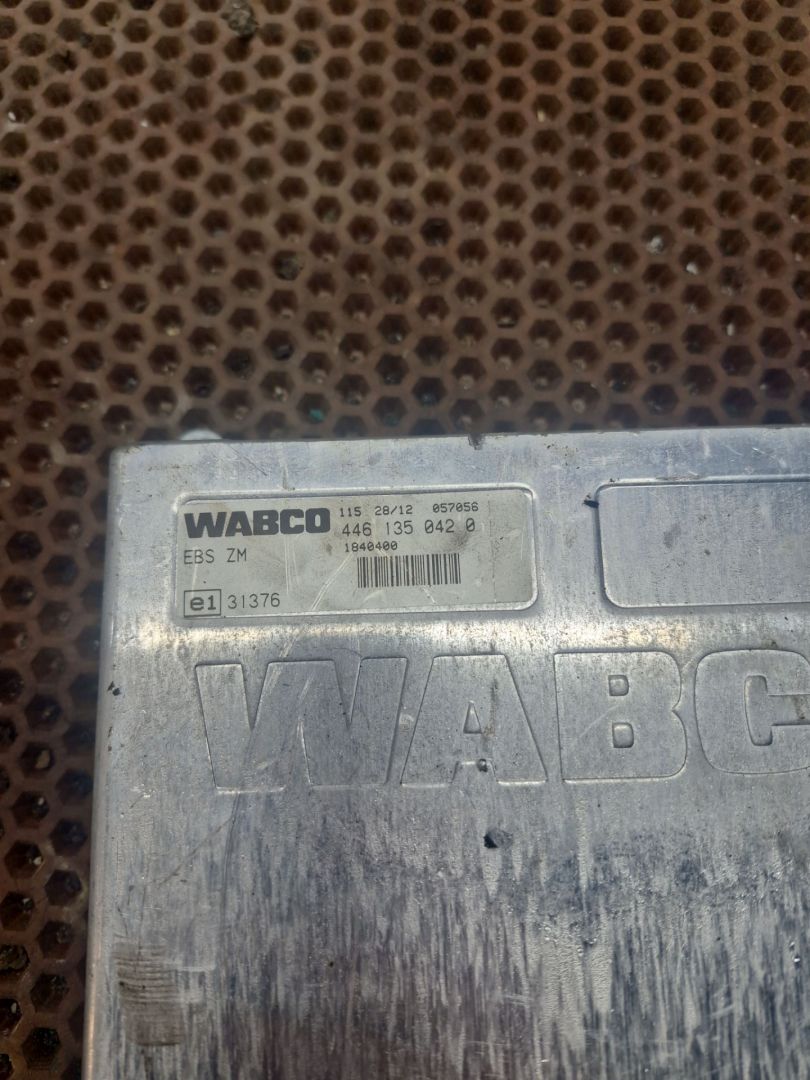 WABCO 115 28/12 057056
446 135 042 0
EBS ZM 1840400
e1 31376
WABC